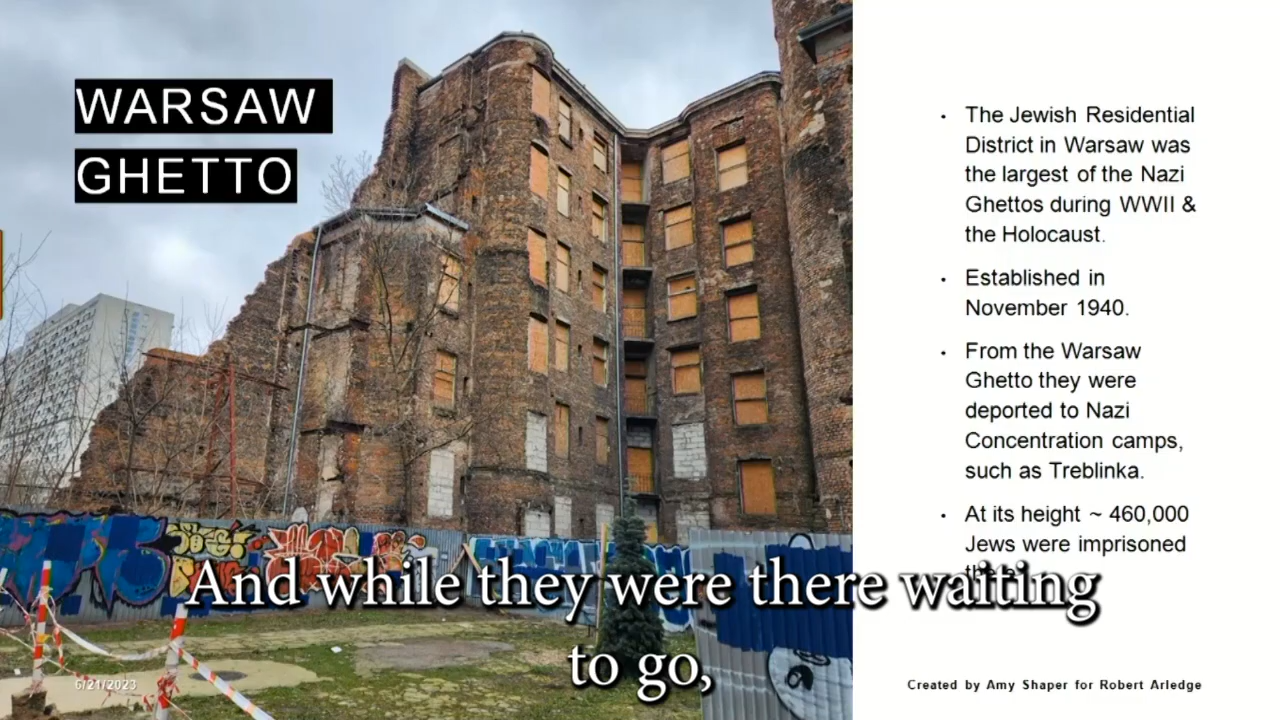 WARSAW
GHETTO
• The Jewish Residential
District in Warsaw was
the largest of the Nazi
Ghettos during WWII &
the Holocaust.
• Established in
November 1940.
• From the Warsaw
Ghetto they were
deported to Nazi
Concentration camps,
such as Treblinka.
• At its height ~ 460,000
Jews were imprisoned
And while they were there waiting
to go,
6/21/2023
Created by Amy Shaper for Robert Arledge